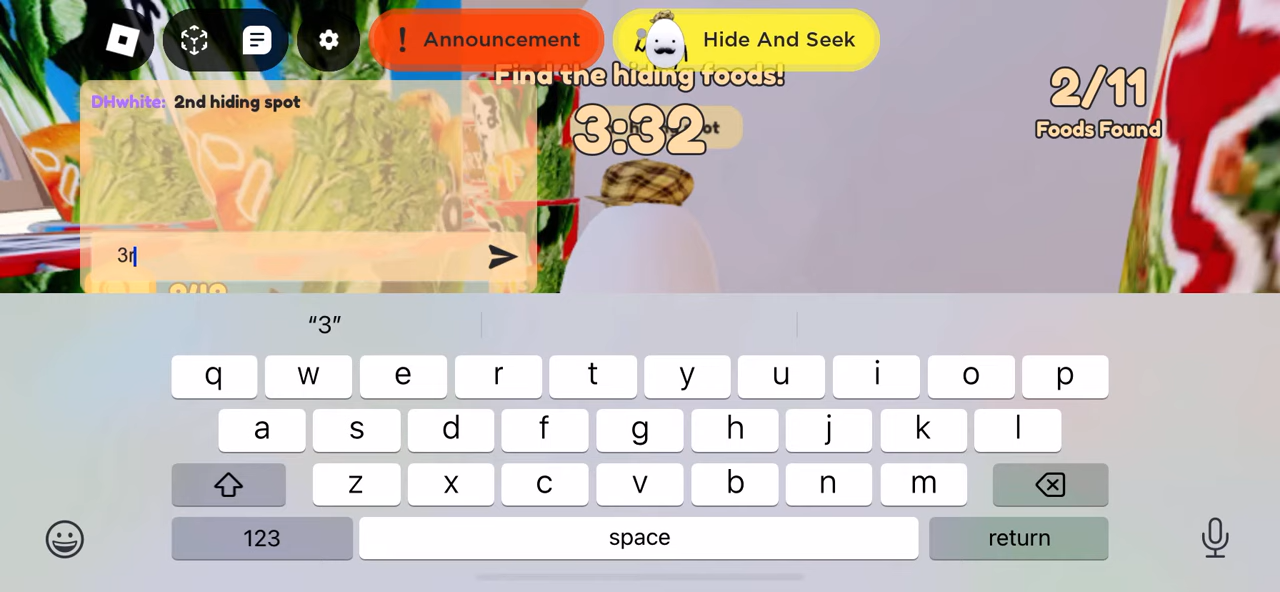 ! Announcement
Hide And Seek
Find the hiding foods!
3:32
2/11
Foods Found
DHwhite: 2nd hiding spot
3r
“3”
q w e r t y u i o p
a s d f g h j k l
z x c v b n m
123 space return